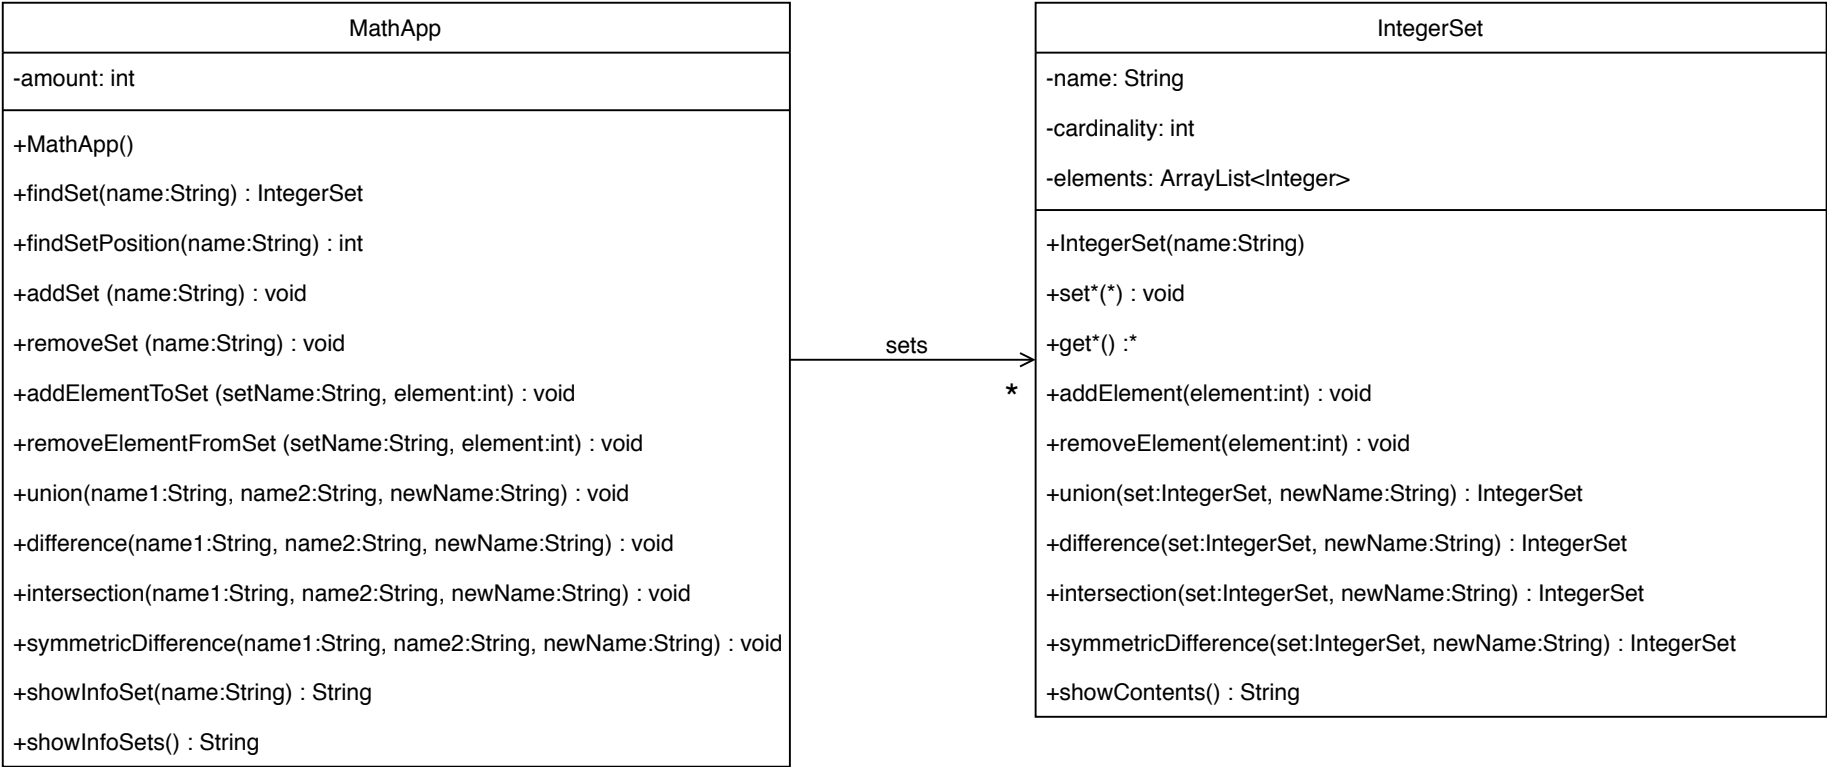 MathApp
-amount: int
+MathApp()
+findSet(name:String) : IntegerSet
+findSetPosition(name:String) : int
+addSet (name:String) : void
+removeSet (name:String) : void
+addElementToSet (setName:String, element:int) : void
+removeElementFromSet (setName:String, element:int) : void
+union(name1:String, name2:String, newName:String) : void
+difference(name1:String, name2:String, newName:String) : void
+intersection(name1:String, name2:String, newName:String) : void
+symmetricDifference(name1:String, name2:String, newName:String) : void
+showInfoSet(name:String) : String
+showInfoSets() : String
sets
*
IntegerSet
-name: String
-cardinality: int
-elements: ArrayList<Integer>
+IntegerSet(name:String)
+set*(*) : void
+get*() :*
+addElement(element:int) : void
+removeElement(element:int) : void
+union(set:IntegerSet, newName:String) : IntegerSet
+difference(set:IntegerSet, newName:String) : IntegerSet
+intersection(set:IntegerSet, newName:String) : IntegerSet
+symmetricDifference(set:IntegerSet, newName:String) : IntegerSet
+showContents() : String